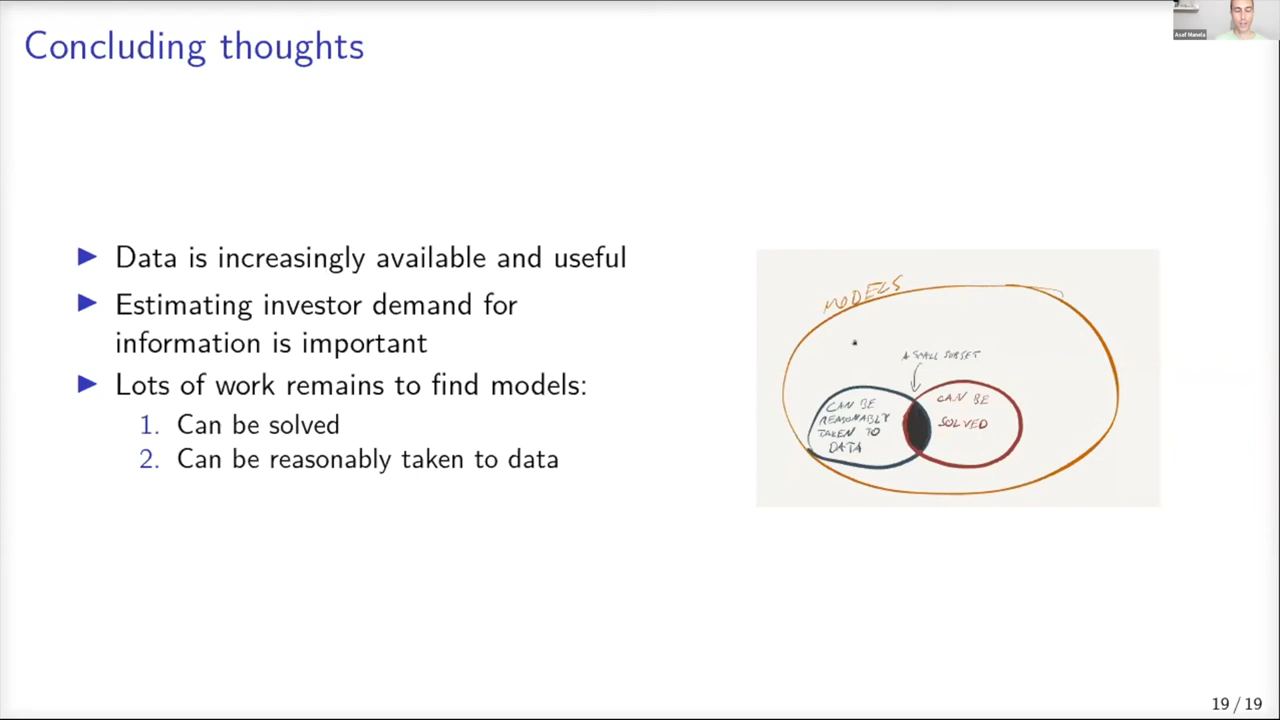 Asaf Manela
Concluding thoughts
Data is increasingly available and useful
Estimating investor demand for
information is important
Lots of work remains to find models:
1. Can be solved
2. Can be reasonably taken to data
MODELS
A SMALL SUBSET
CAN BE
REASONABLY
TAKEN TO
DATA
CAN BE
SOLVED
19 / 19